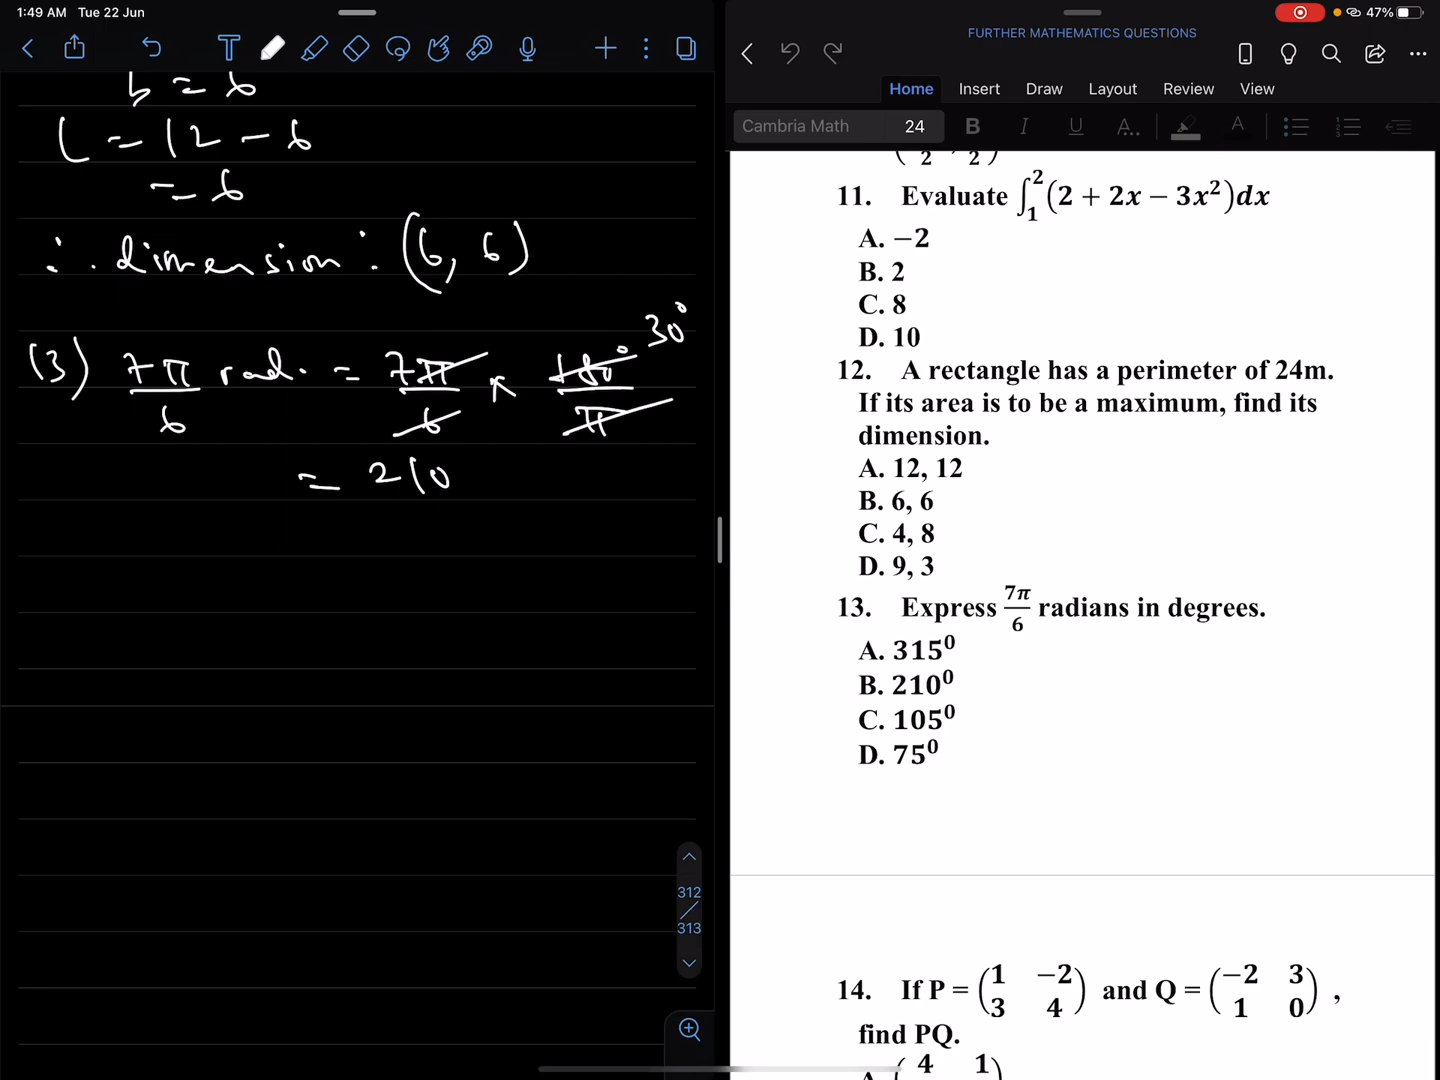 1:49 AM Tue 22 Jun
47%
b = 6
l = 12 - 6
= 6
∴ dimension : (6, 6)
(3) 7π/6 rad. = 7π/6 × 180°/π 30°
= 210
312
313
FURTHER MATHEMATICS QUESTIONS
Home Insert Draw Layout Review View
Cambria Math 24 B I U A.. A
( 2 , 2 )
11. Evaluate ∫₁²(2 + 2x − 3x²)dx
A. −2
B. 2
C. 8
D. 10
12. A rectangle has a perimeter of 24m.
If its area is to be a maximum, find its
dimension.
A. 12, 12
B. 6, 6
C. 4, 8
D. 9, 3
13. Express 7π/6 radians in degrees.
A. 315⁰
B. 210⁰
C. 105⁰
D. 75⁰
14. If P = (1 −2
3 4) and Q = (−2 3
1 0) ,
find PQ.
A. ( 4 1 )